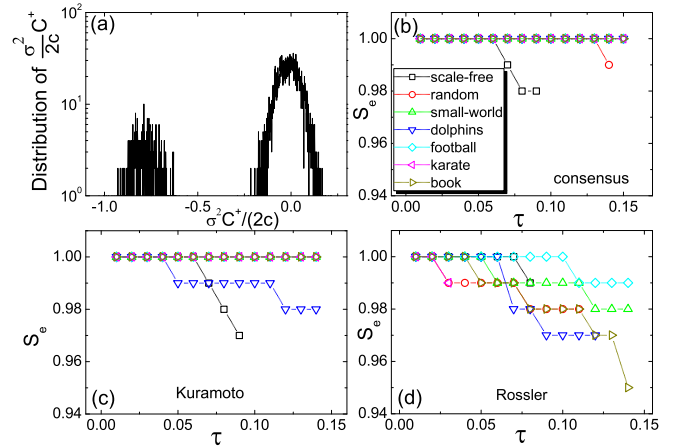 (a)
Distribution of σ²/2c C⁺
10²
10¹
10⁰
-1.0 -0.5 0.0
σ²C⁺/(2c)
(b)
Sₑ
1.00
0.98
0.96
0.94
scale-free
random
small-world
dolphins
football
karate
book
consensus
0.00 0.05 0.10 0.15
τ
(c)
Sₑ
1.00
0.98
0.96
0.94
Kuramoto
0.00 0.05 0.10 0.15
τ
(d)
Sₑ
1.00
0.98
0.96
0.94
Rossler
0.00 0.05 0.10 0.15
τ